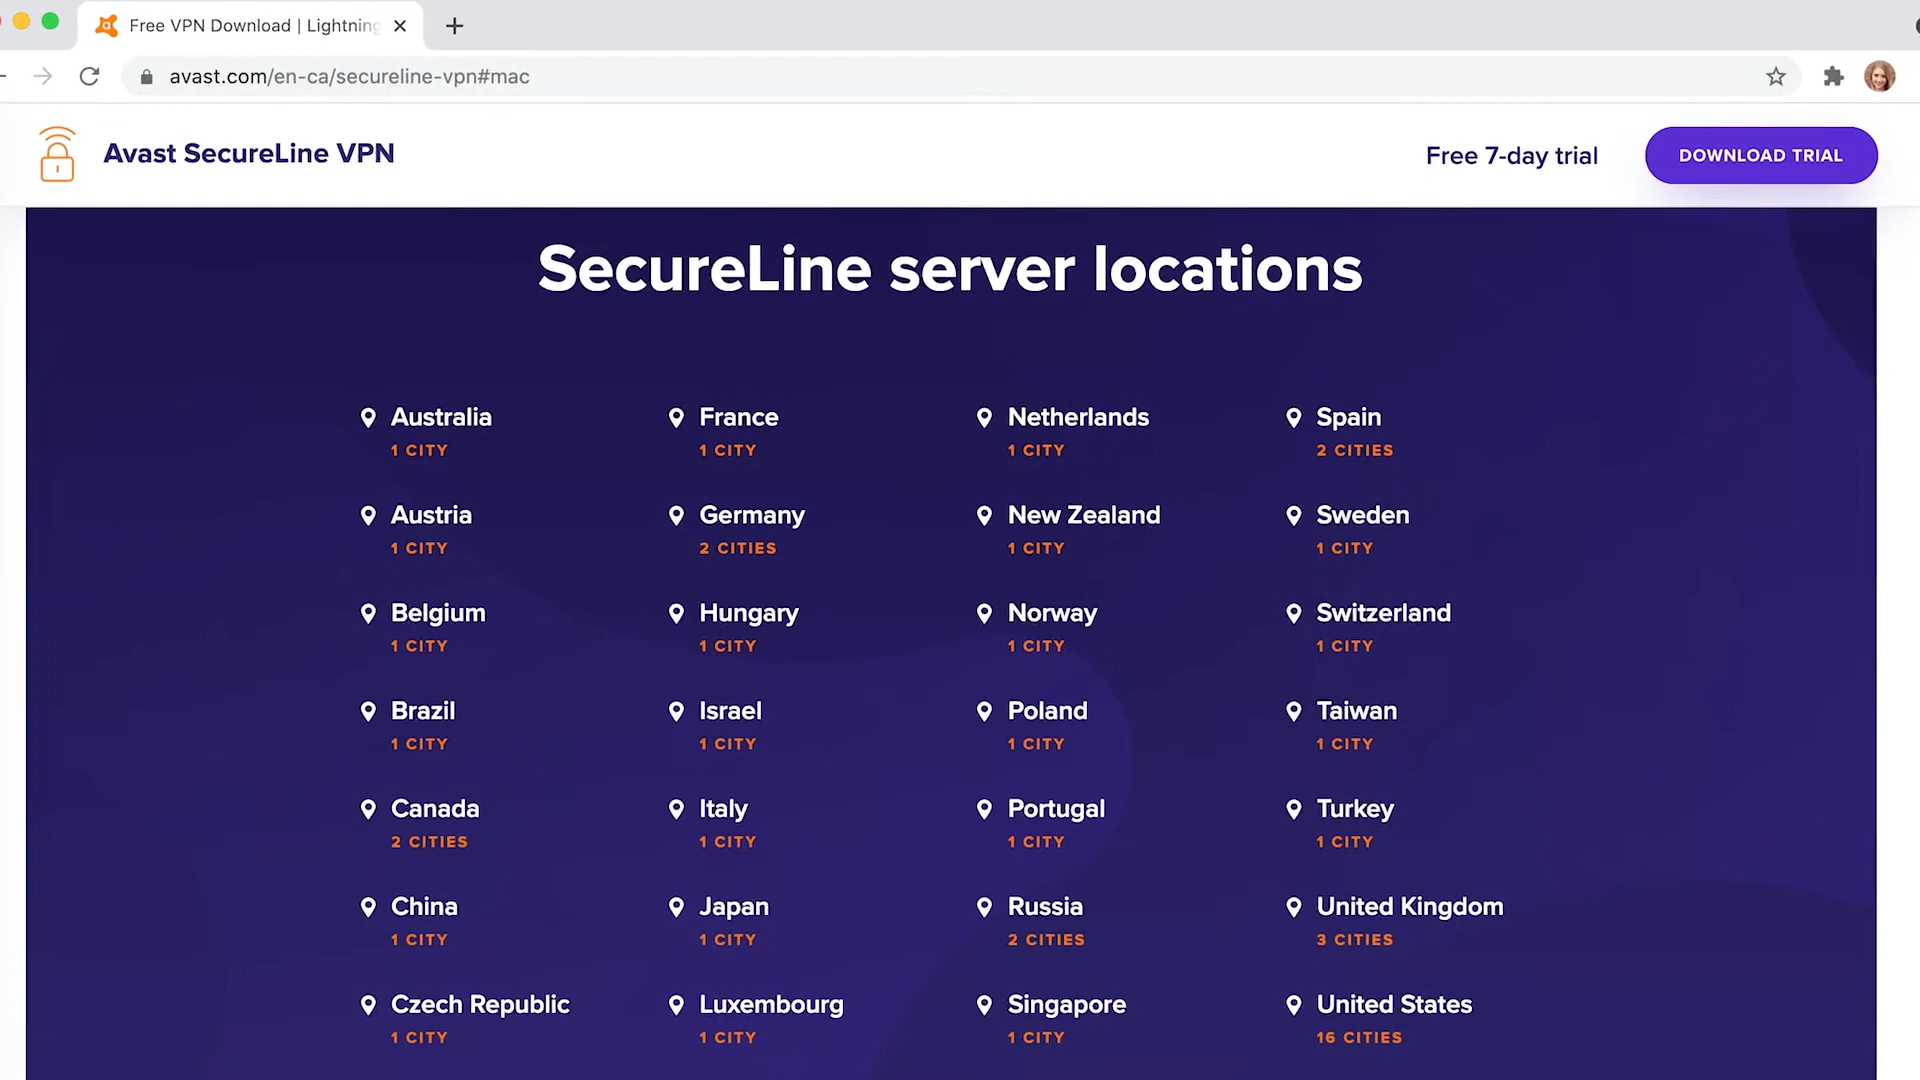 Free VPN Download | Lightning
avast.com/en-ca/secureline-vpn#mac
Avast SecureLine VPN
Free 7-day trial
DOWNLOAD TRIAL
SecureLine server locations
Australia
1 CITY
France
1 CITY
Netherlands
1 CITY
Spain
2 CITIES
Austria
1 CITY
Germany
2 CITIES
New Zealand
1 CITY
Sweden
1 CITY
Belgium
1 CITY
Hungary
1 CITY
Norway
1 CITY
Switzerland
1 CITY
Brazil
1 CITY
Israel
1 CITY
Poland
1 CITY
Taiwan
1 CITY
Canada
2 CITIES
Italy
1 CITY
Portugal
1 CITY
Turkey
1 CITY
China
1 CITY
Japan
1 CITY
Russia
2 CITIES
United Kingdom
3 CITIES
Czech Republic
1 CITY
Luxembourg
1 CITY
Singapore
1 CITY
United States
16 CITIES